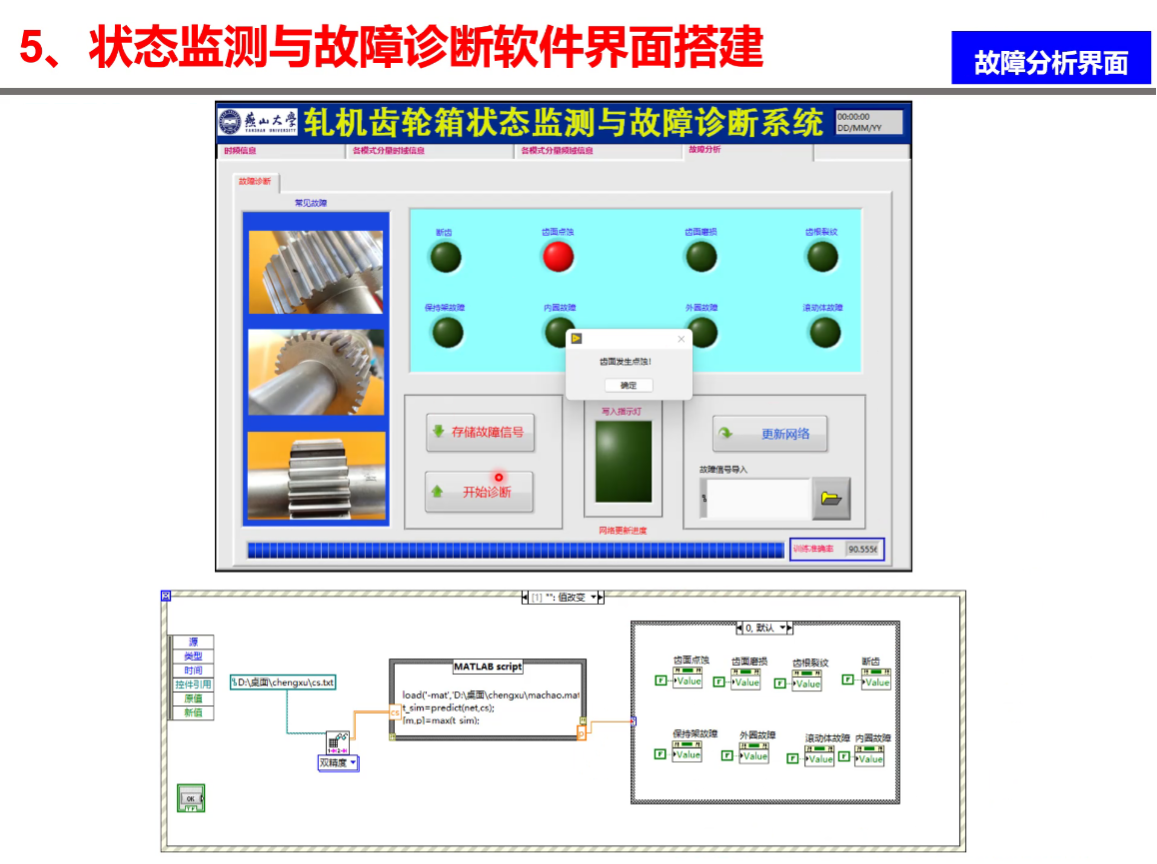 5、状态监测与故障诊断软件界面搭建
故障分析界面
燕山大学
YANSHAN UNIVERSITY
轧机齿轮箱状态监测与故障诊断系统
00:00:00
DD/MM/YY
时频信息
各模式分量时域信息
各模式分量频域信息
故障分析
故障诊断
常见故障
断齿
齿面点蚀
齿面磨损
齿根裂纹
保持架故障
内圆故障
外圆故障
滚动体故障
齿面发生点蚀!
确定
存储故障信号
开始诊断
写入指示灯
更新网络
故障信号导入
网络更新进度
训练准确率
90.555
[1] "": 值改变
源
类型
时间
控件引用
原值
新值
D:\桌面\chengxu\cs.txt
双精度
OK
MATLAB script
load('-mat','D:\桌面\chengxu\machao.ma
t_sim=predict(net,cs);
[m,p]=max(t_sim);
cs
0, 默认
齿面点蚀
齿面磨损
齿根裂纹
断齿
F Value
F Value
F Value
F Value
保持架故障
外圆故障
滚动体故障
内圆故障
F Value
F Value
F Value
F Value